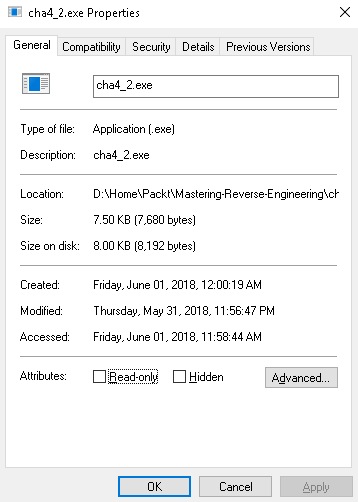 cha4_2.exe Properties
General Compatibility Security Details Previous Versions
cha4_2.exe
Type of file: Application (.exe)
Description: cha4_2.exe
Location: D:\Home\Packt\Mastering-Reverse-Engineering\ch
Size: 7.50 KB (7,680 bytes)
Size on disk: 8.00 KB (8,192 bytes)
Created: Friday, June 01, 2018, 12:00:19 AM
Modified: Thursday, May 31, 2018, 11:56:47 PM
Accessed: Friday, June 01, 2018, 11:58:44 AM
Attributes: Read-only Hidden Advanced...
OK Cancel Apply